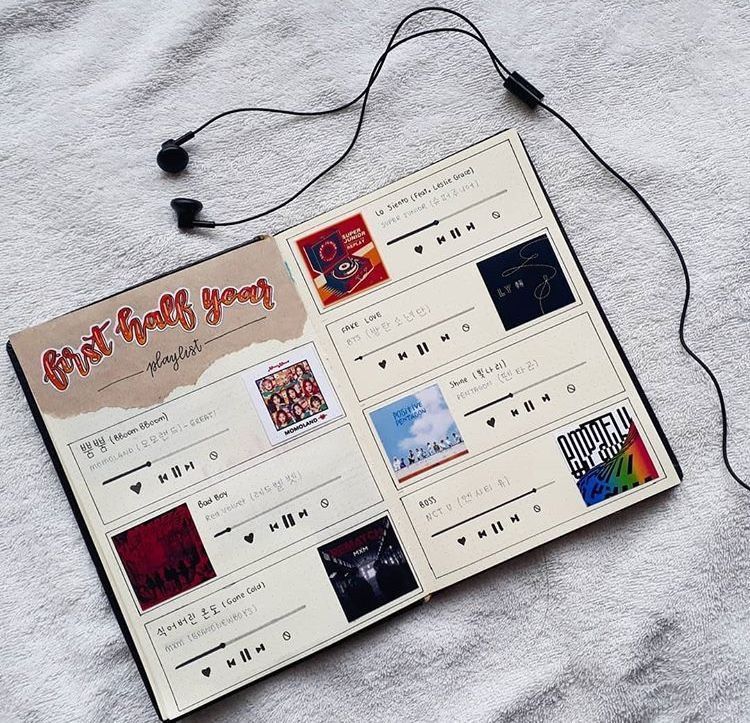 first half year
playlist
뿜뿜 (BBoom BBoom)
MOMOLAND (모모랜드) - GREAT!
MOMOLAND
Bad Boy
Red Velvet (레드벨벳)
식어버린 온도 (Gone Cold)
MXM (BRANDNEWBOYS)
REMATCH
MXM
Lo Siento (Feat. Leslie Grace)
SUPER JUNIOR (슈퍼주니어)
SUPER
JUNIOR
REPLAY
FAKE LOVE
BTS (방탄소년단)
Shine (빛나리)
PENTAGON (펜타곤)
POSITIVE
PENTAGON
BOSS
NCT U (엔시티 유)